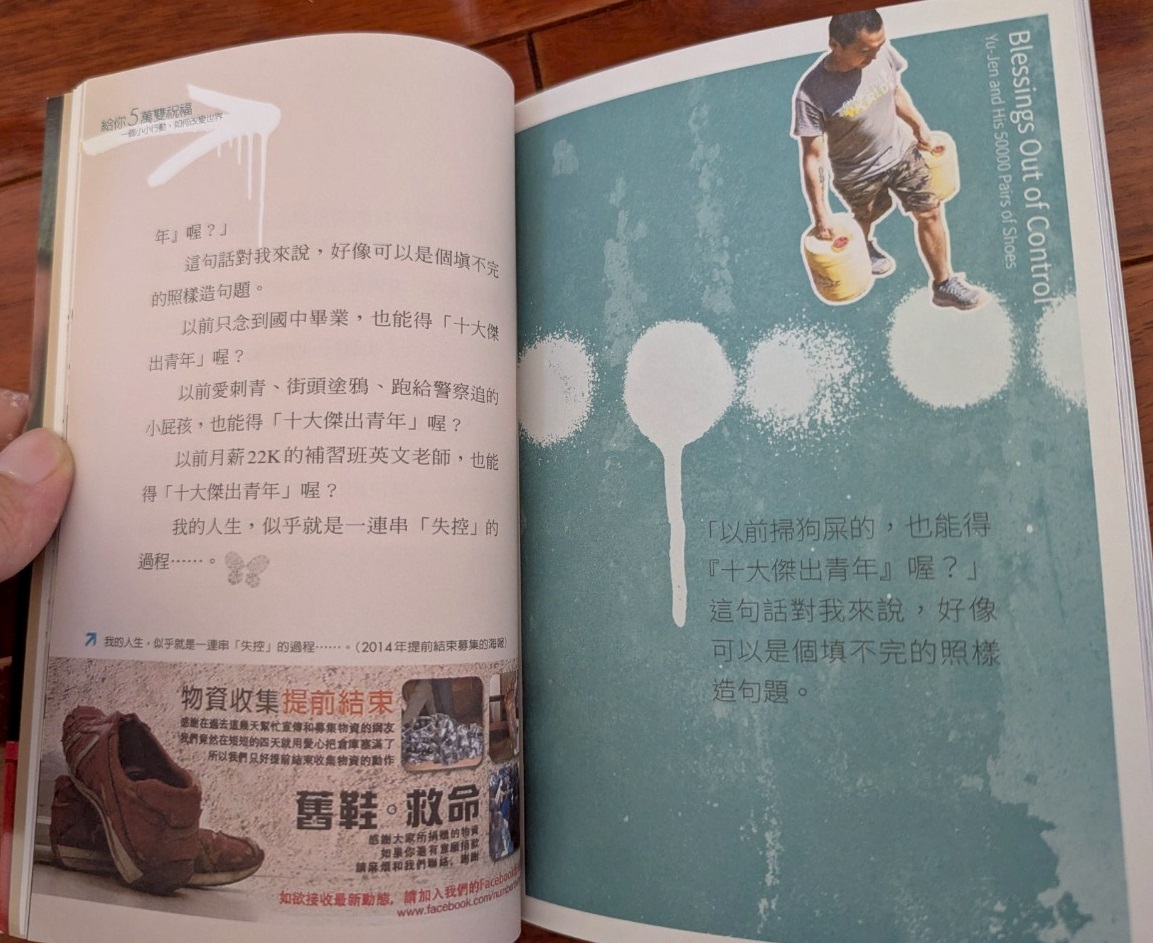 給你5萬雙祝福
一個小小行動，如何改變世界
年』喔？」
這句話對我來說，好像可以是個填不完
的照樣造句題。
以前只念到國中畢業，也能得「十大傑
出青年」喔？
以前愛刺青、街頭塗鴉、跑給警察追的
小屁孩，也能得「十大傑出青年」喔？
以前月薪22K的補習班英文老師，也能
得「十大傑出青年」喔？
我的人生，似乎就是一連串「失控」的
過程……。
我的人生，似乎就是一連串「失控」的過程……。（2014年提前結束募集的海報）
物資收集提前結束
感謝在過去這幾天幫忙宣傳和募集物資的網友
我們竟然在短短的四天就用愛心把倉庫塞滿了
所以我們只好提前結束收集物資的動作
舊鞋。救命
感謝大家所捐贈的物資
如果你還有意願捐款
請麻煩和我們聯絡，謝謝
如欲接收最新動態，請加入我們的Facebook
www.facebook.com/
Blessings Out of Control
Yu-Jen and His 50000 Pairs of Shoes
「以前掃狗屎的，也能得
『十大傑出青年』喔？」
這句話對我來說，好像
可以是個填不完的照樣
造句題。